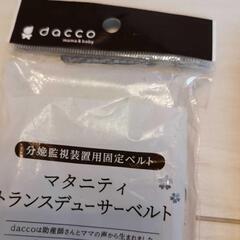 dacco
mama & baby
分娩監視装置用固定ベルト
マタニティ
トランスデューサーベルト
daccoは助産師さんとママの声から生まれました